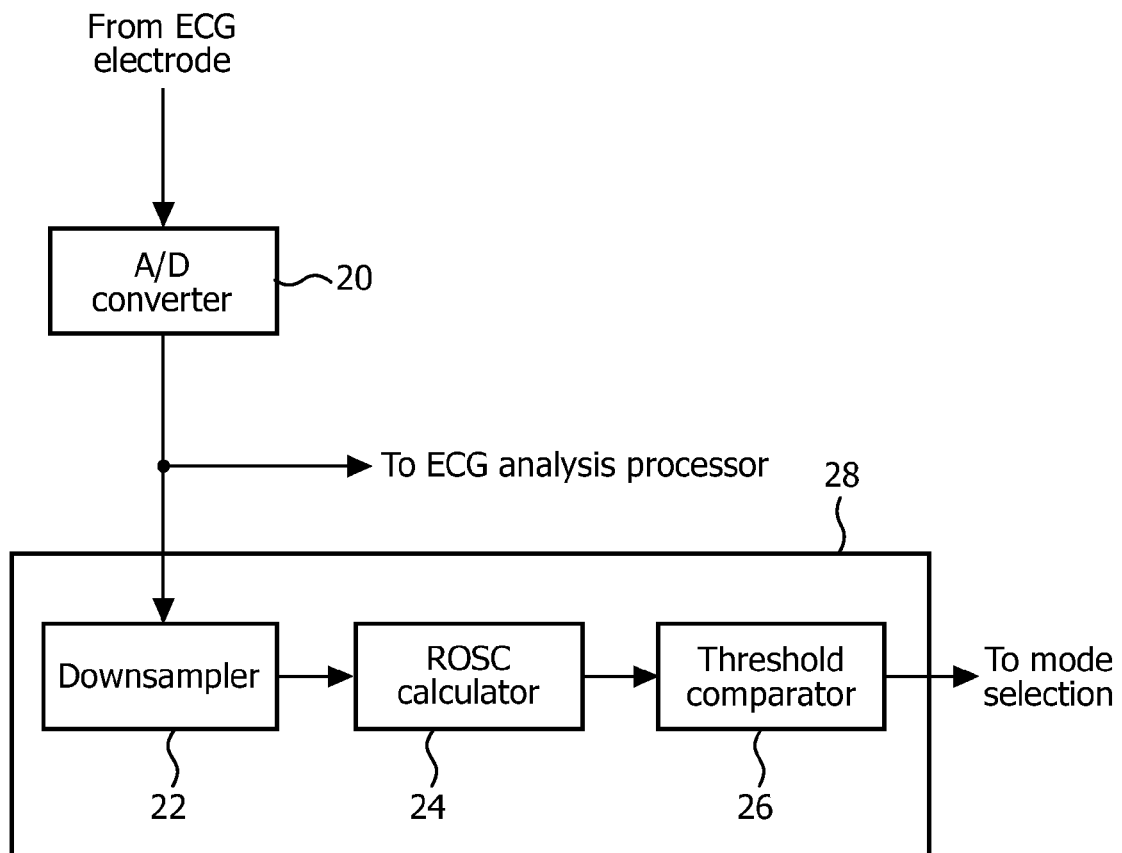 From ECG
electrode
A/D
converter
20
To ECG analysis processor
28
Downsampler
ROSC
calculator
Threshold
comparator
To mode
selection
22
24
26